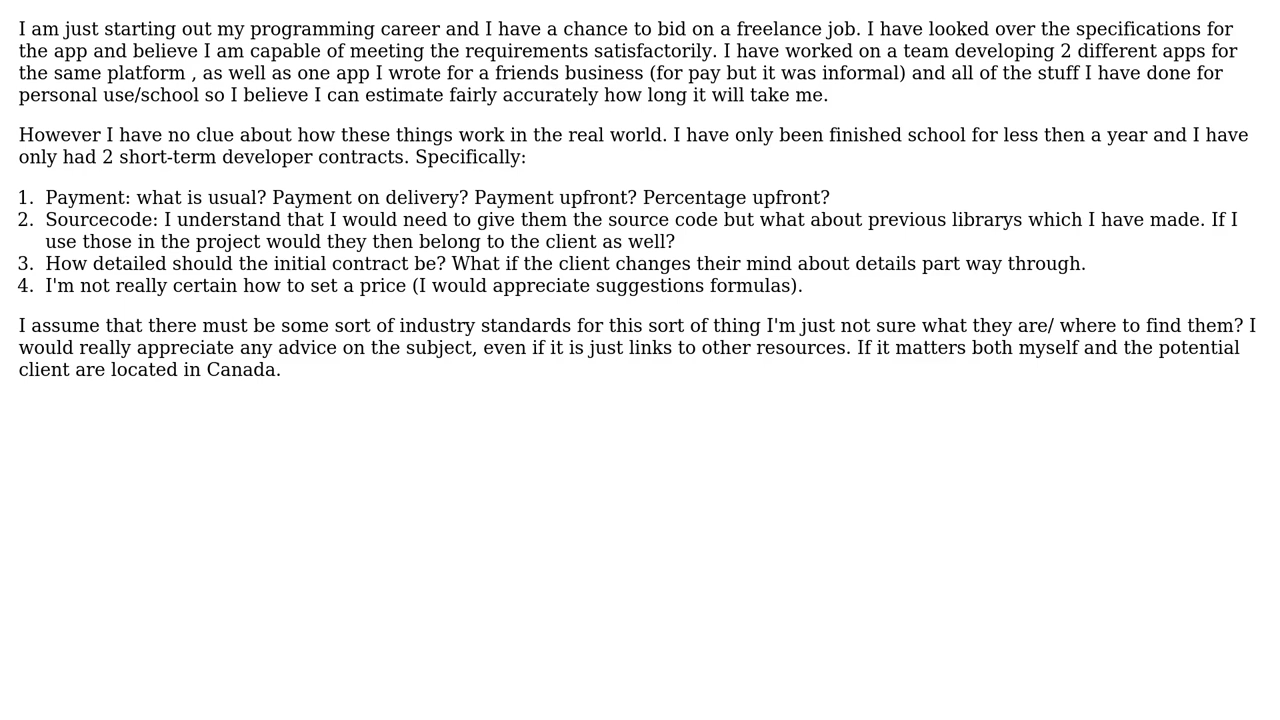 I am just starting out my programming career and I have a chance to bid on a freelance job. I have looked over the specifications for
the app and believe I am capable of meeting the requirements satisfactorily. I have worked on a team developing 2 different apps for
the same platform , as well as one app I wrote for a friends business (for pay but it was informal) and all of the stuff I have done for
personal use/school so I believe I can estimate fairly accurately how long it will take me.
However I have no clue about how these things work in the real world. I have only been finished school for less then a year and I have
only had 2 short-term developer contracts. Specifically:
1. Payment: what is usual? Payment on delivery? Payment upfront? Percentage upfront?
2. Sourcecode: I understand that I would need to give them the source code but what about previous librarys which I have made. If I
use those in the project would they then belong to the client as well?
3. How detailed should the initial contract be? What if the client changes their mind about details part way through.
4. I'm not really certain how to set a price (I would appreciate suggestions formulas).
I assume that there must be some sort of industry standards for this sort of thing I'm just not sure what they are/ where to find them? I
would really appreciate any advice on the subject, even if it is just links to other resources. If it matters both myself and the potential
client are located in Canada.